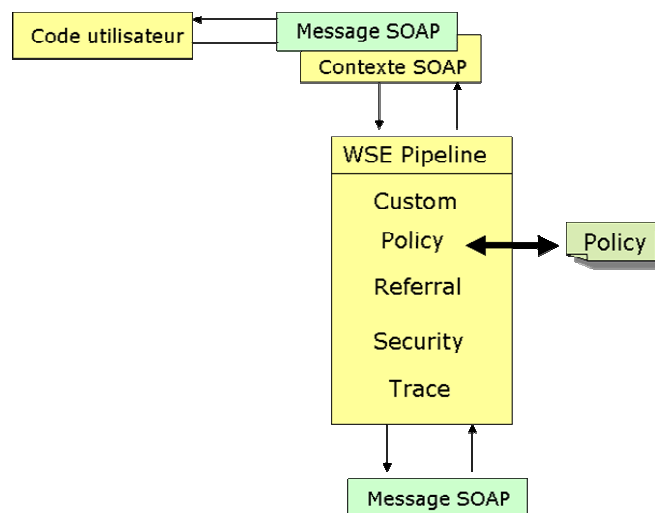 Code utilisateur
Message SOAP
Contexte SOAP
WSE Pipeline
Custom
Policy
Policy
Referral
Security
Trace
Message SOAP